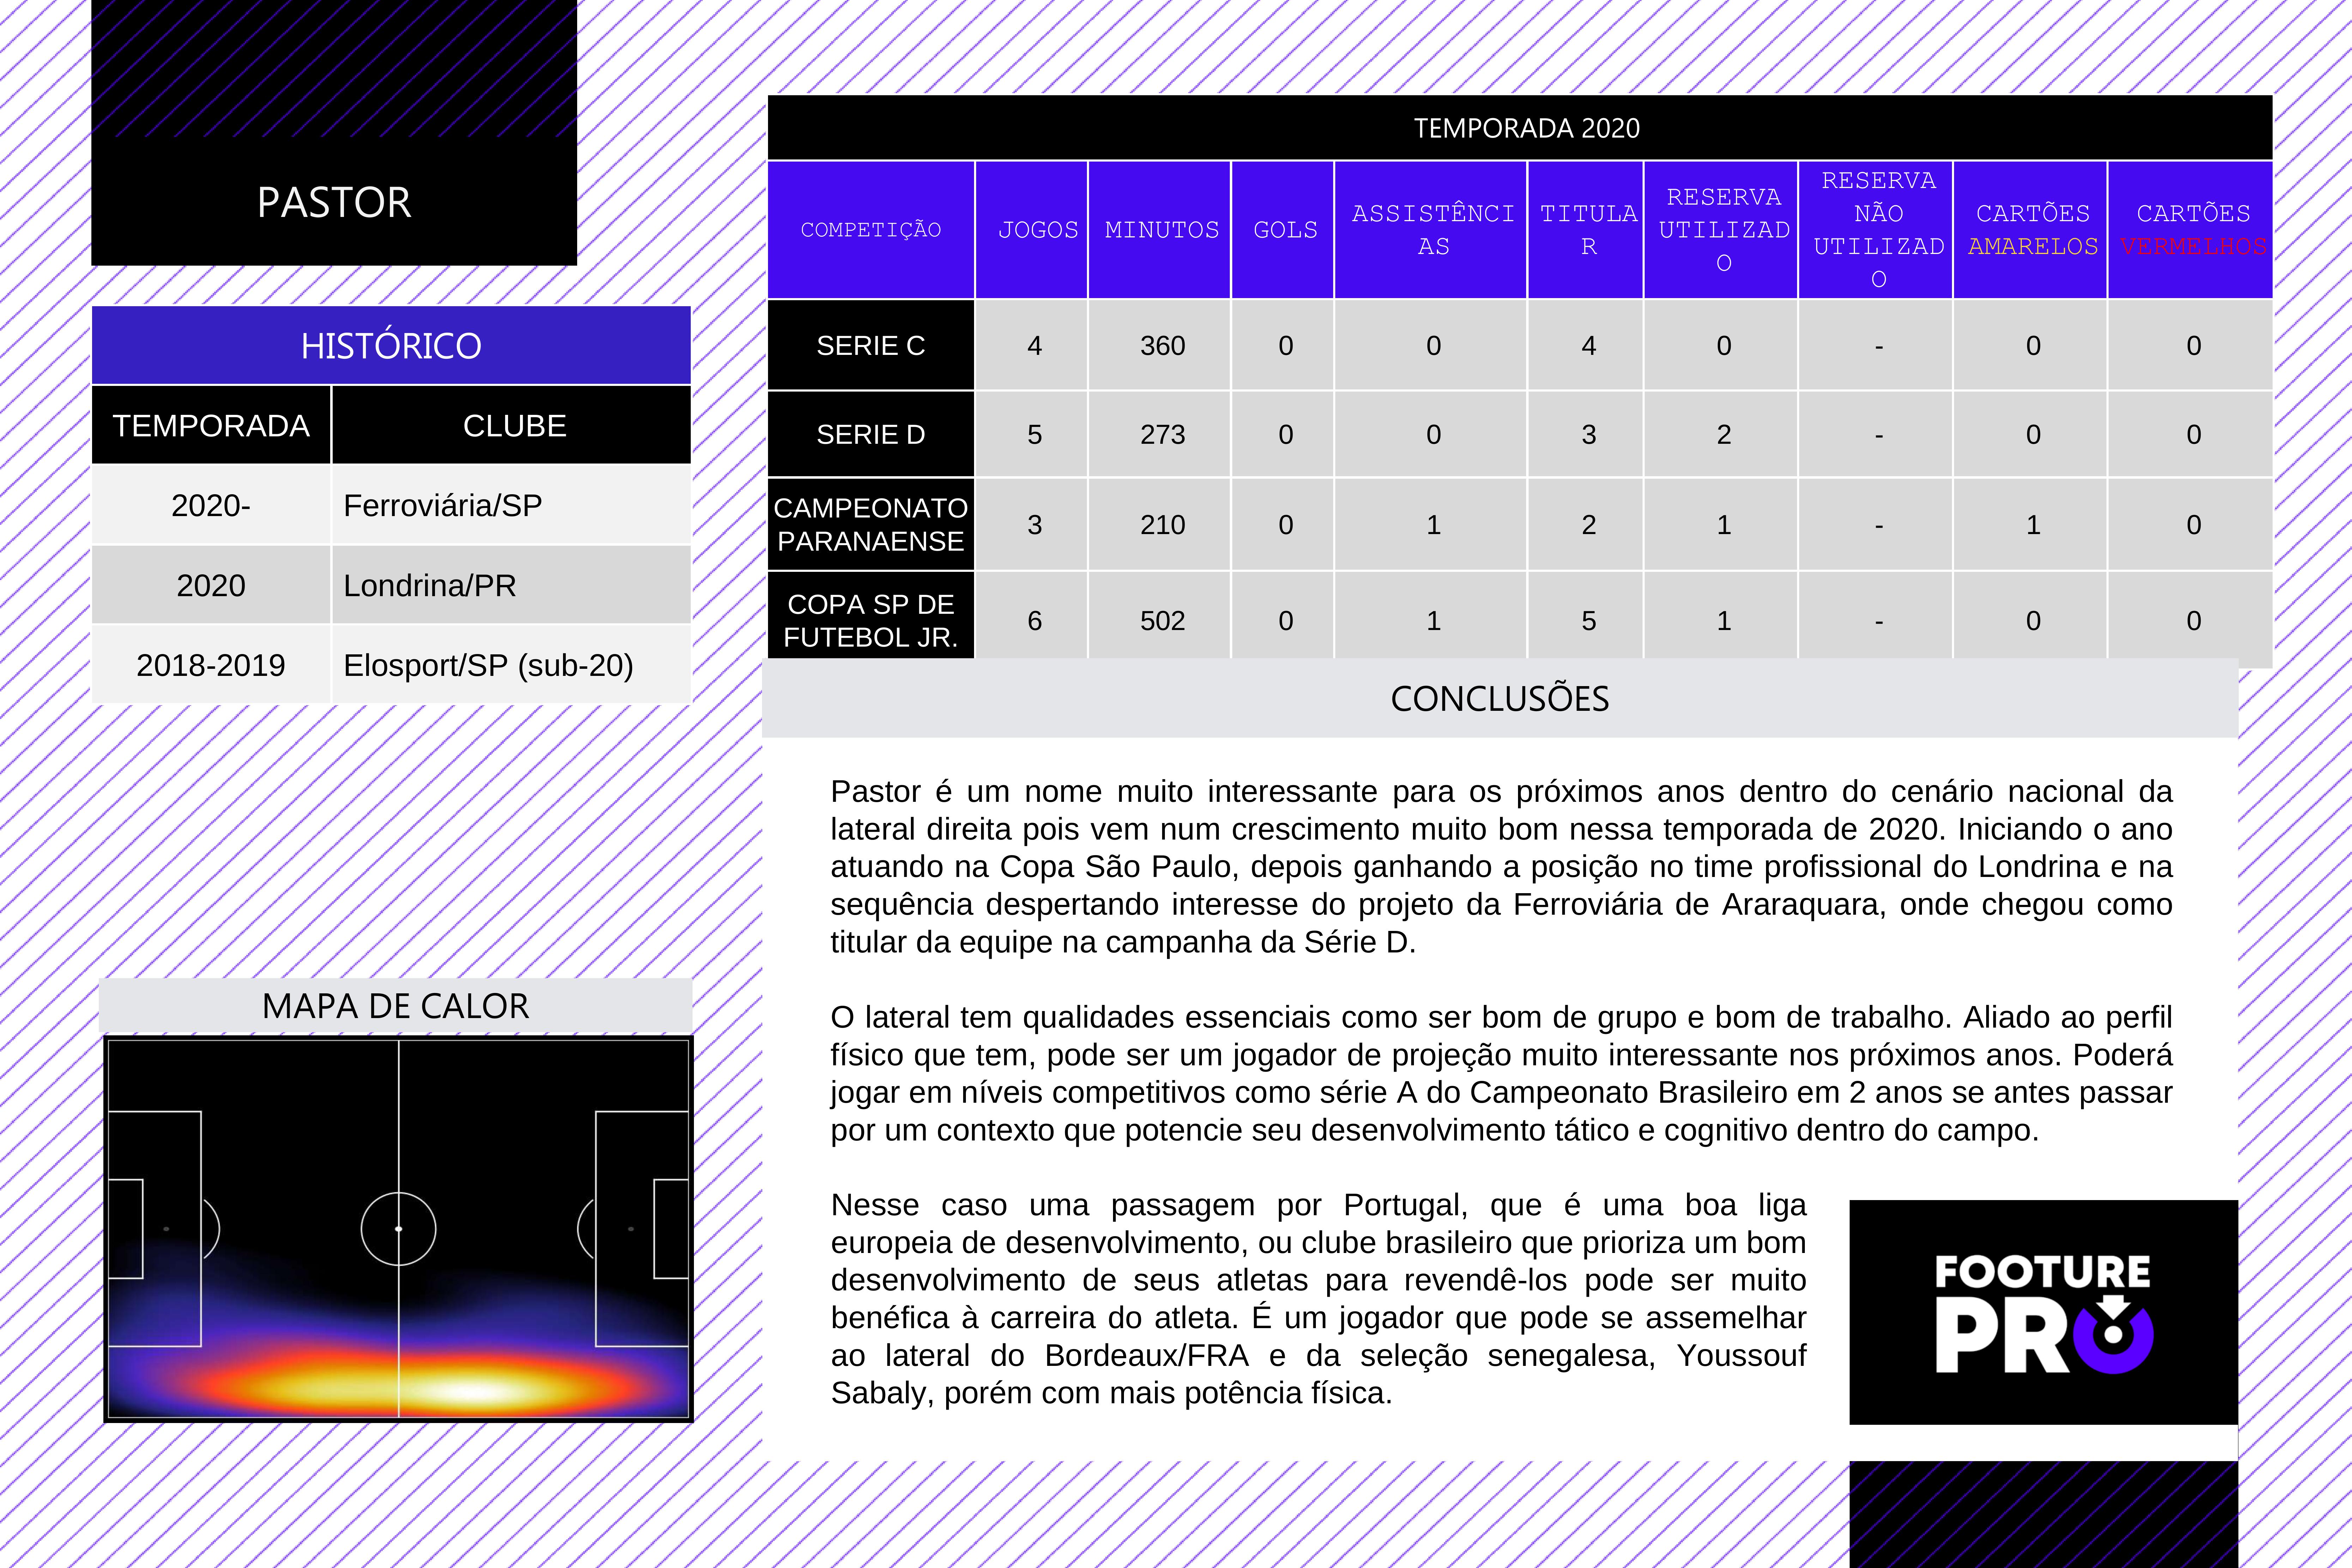 PASTOR
HISTÓRICO
TEMPORADA CLUBE
2020- Ferroviária/SP
2020 Londrina/PR
2018-2019 Elosport/SP (sub-20)
MAPA DE CALOR
TEMPORADA 2020
COMPETIÇÃO JOGOS MINUTOS GOLS ASSISTÊNCIAS TITULAR RESERVA UTILIZADO RESERVA NÃO UTILIZADO CARTÕES AMARELOS CARTÕES VERMELHOS
SERIE C 4 360 0 0 4 0 - 0 0
SERIE D 5 273 0 0 3 2 - 0 0
CAMPEONATO PARANAENSE 3 210 0 1 2 1 - 1 0
COPA SP DE FUTEBOL JR. 6 502 0 1 5 1 - 0 0
CONCLUSÕES
Pastor é um nome muito interessante para os próximos anos dentro do cenário nacional da
lateral direita pois vem num crescimento muito bom nessa temporada de 2020. Iniciando o ano
atuando na Copa São Paulo, depois ganhando a posição no time profissional do Londrina e na
sequência despertando interesse do projeto da Ferroviária de Araraquara, onde chegou como
titular da equipe na campanha da Série D.
O lateral tem qualidades essenciais como ser bom de grupo e bom de trabalho. Aliado ao perfil
físico que tem, pode ser um jogador de projeção muito interessante nos próximos anos. Poderá
jogar em níveis competitivos como série A do Campeonato Brasileiro em 2 anos se antes passar
por um contexto que potencie seu desenvolvimento tático e cognitivo dentro do campo.
Nesse caso uma passagem por Portugal, que é uma boa liga
europeia de desenvolvimento, ou clube brasileiro que prioriza um bom
desenvolvimento de seus atletas para revendê-los pode ser muito
benéfica à carreira do atleta. É um jogador que pode se assemelhar
ao lateral do Bordeaux/FRA e da seleção senegalesa, Youssouf
Sabaly, porém com mais potência física.
FOOTURE
PRO